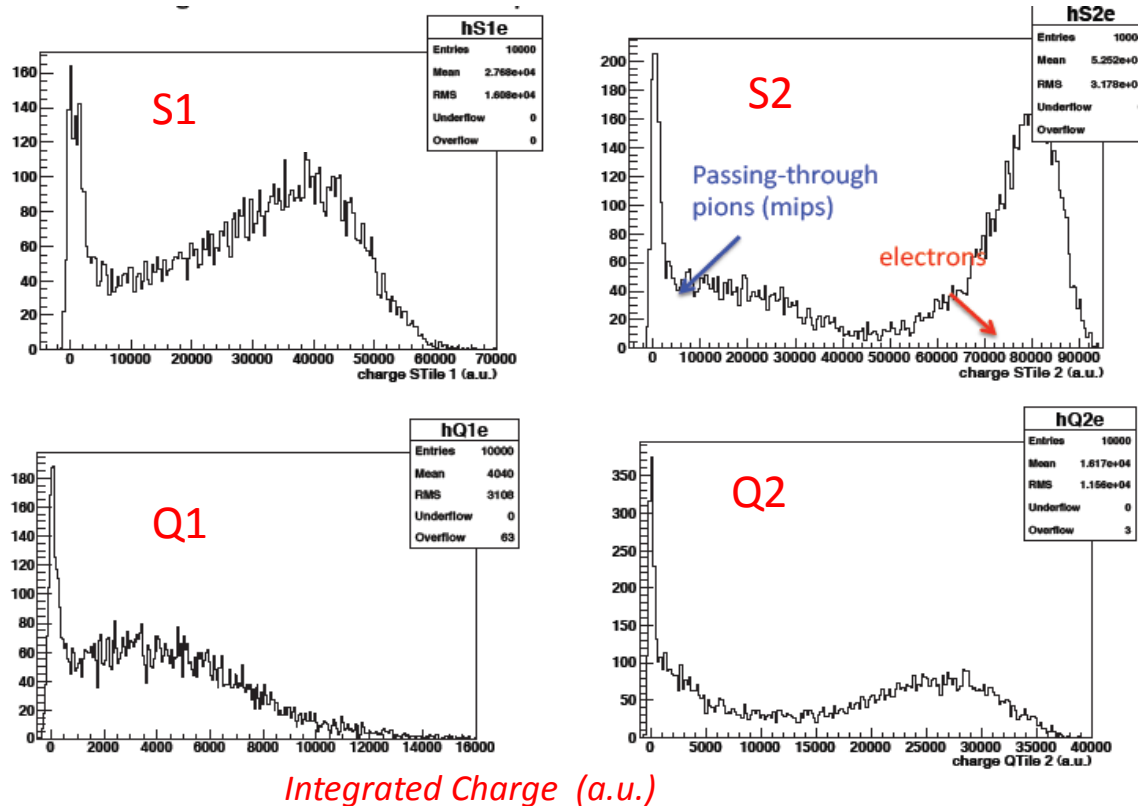 hS1e
Entries 10000
Mean 2.768e+04
RMS 1.608e+04
Underflow 0
Overflow 0
S1
160
140
120
100
80
60
40
20
0
0 10000 20000 30000 40000 50000 60000 70000
charge STile 1 (a.u.)
hS2e
Entries
Mean
RMS
Underflow
Overflow
S2
200
180
160
140
120
100
80
60
40
20
0
Passing-through
pions (mips)
electrons
0 10000 20000 30000 40000 50000 60000 70000 80000 90000
charge STile 2 (a.u.)
hQ1e
Entries 10000
Mean 4040
RMS 3108
Underflow 0
Overflow 63
Q1
180
160
140
120
100
80
60
40
20
0
0 2000 4000 6000 8000 10000 12000 14000 16000
hQ2e
Entries 10000
Mean 1.617e+04
RMS 1.156e+04
Underflow 0
Overflow 3
Q2
350
300
250
200
150
100
50
0
0 5000 10000 15000 20000 25000 30000 35000 40000
charge QTile 2 (a.u.)
Integrated Charge (a.u.)